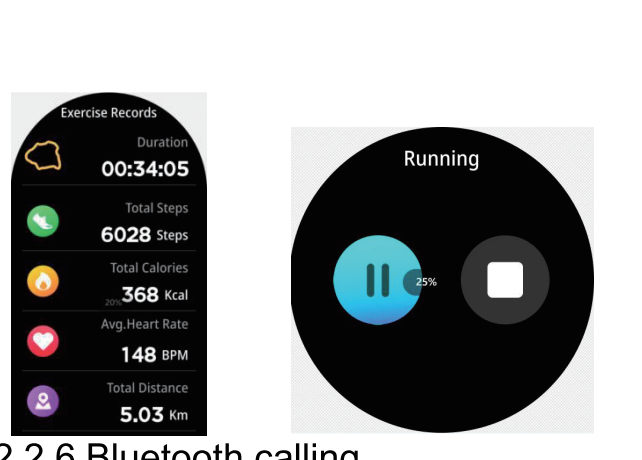 Exercise Records
Duration
00:34:05
Total Steps
6028 Steps
Total Calories
20% 368 Kcal
Avg.Heart Rate
148 BPM
Total Distance
5.03 Km
Running
25%
2.2.6 Bluetooth calling